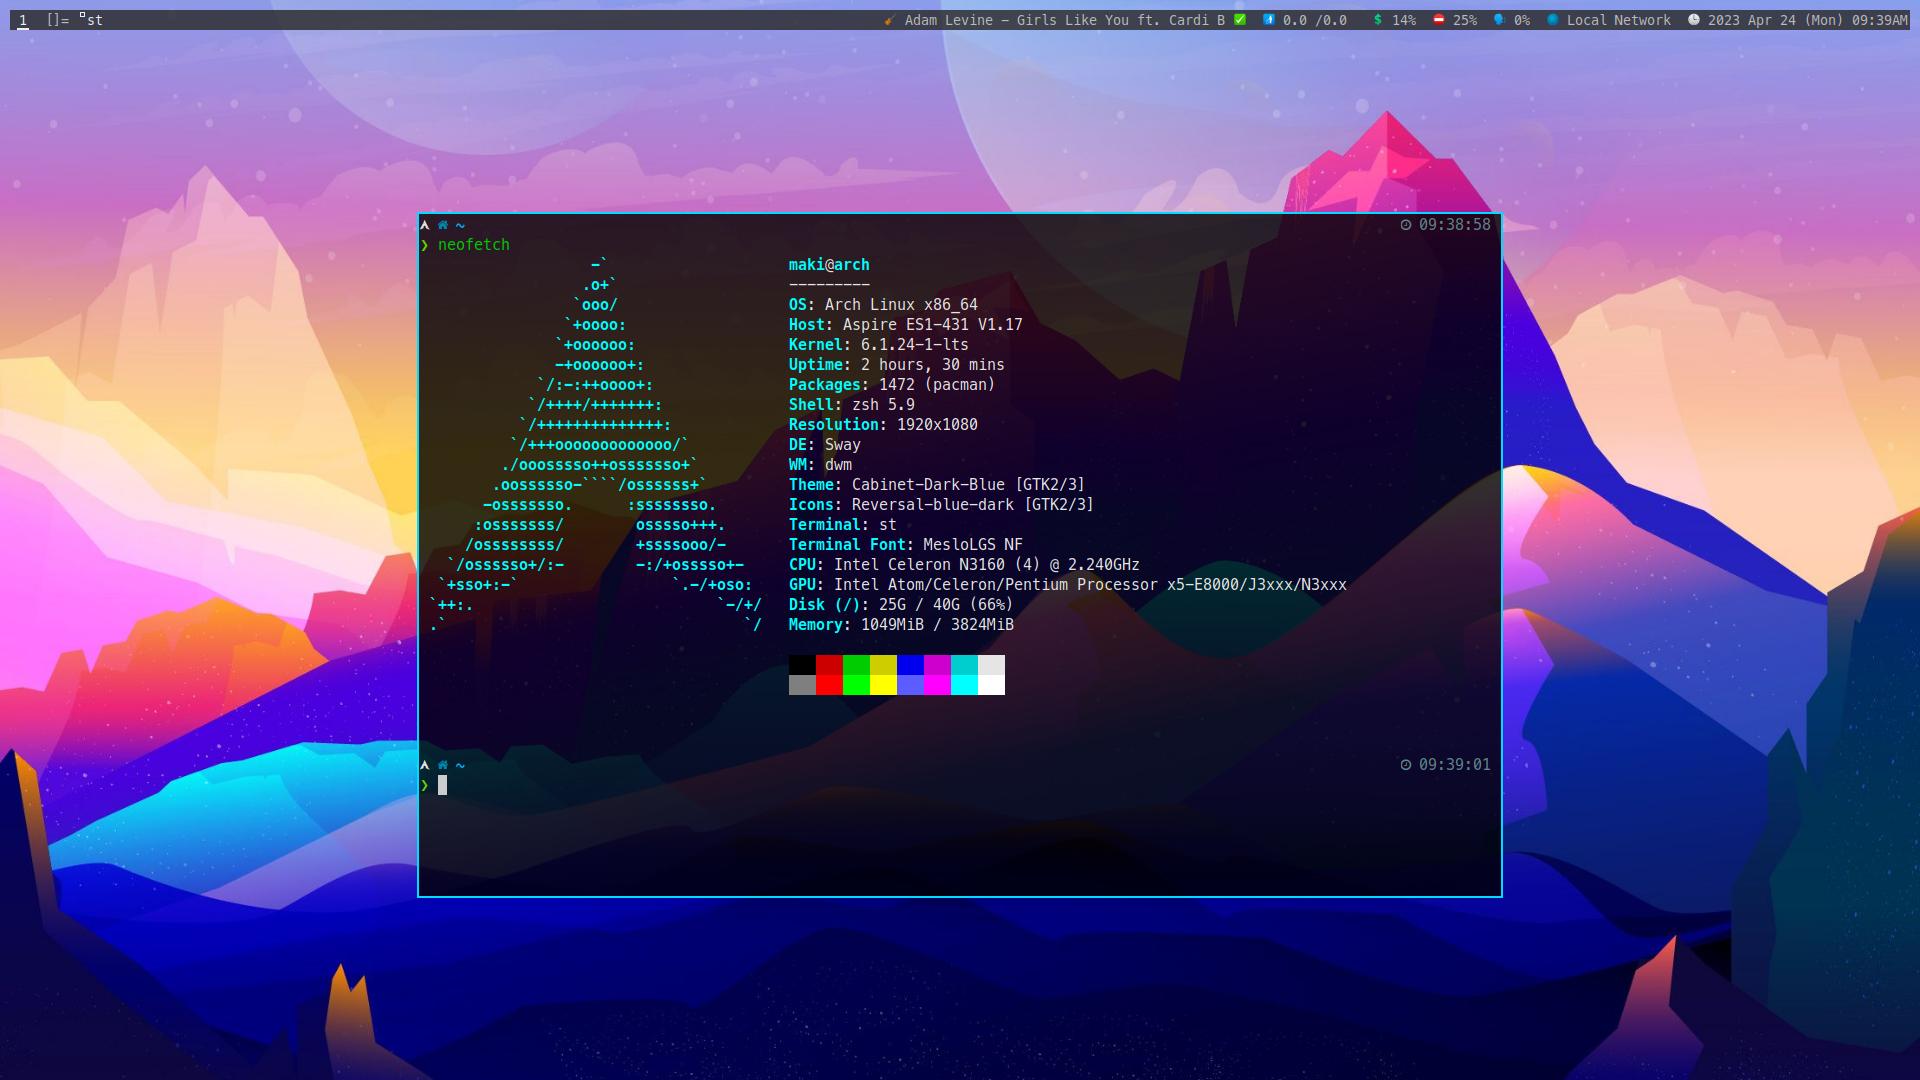 1 []= st Adam Levine – Girls Like You ft. Cardi B 0.0 /0.0 $ 14% 25% 0% Local Network 2023 Apr 24 (Mon) 09:39AM
~ 09:38:58
❯ neofetch
-` maki@arch
.o+` ---------
`ooo/ OS: Arch Linux x86_64
`+oooo: Host: Aspire ES1-431 V1.17
`+oooooo: Kernel: 6.1.24-1-lts
-+oooooo+: Uptime: 2 hours, 30 mins
`/:-:++oooo+: Packages: 1472 (pacman)
`/++++/+++++++: Shell: zsh 5.9
`/++++++++++++++: Resolution: 1920x1080
`/+++ooooooooooooo/` DE: Sway
./ooosssso++osssssso+` WM: dwm
.oossssso-````/ossssss+` Theme: Cabinet-Dark-Blue [GTK2/3]
-osssssso. :ssssssso. Icons: Reversal-blue-dark [GTK2/3]
:osssssss/ osssso+++. Terminal: st
/ossssssss/ +ssssooo/- Terminal Font: MesloLGS NF
`/ossssso+/:- -:/+osssso+- CPU: Intel Celeron N3160 (4) @ 2.240GHz
`+sso+:-` `.-/+oso: GPU: Intel Atom/Celeron/Pentium Processor x5-E8000/J3xxx/N3xxx
`++:. `-/+/ Disk (/): 25G / 40G (66%)
.` `/ Memory: 1049MiB / 3824MiB
~ 09:39:01
❯